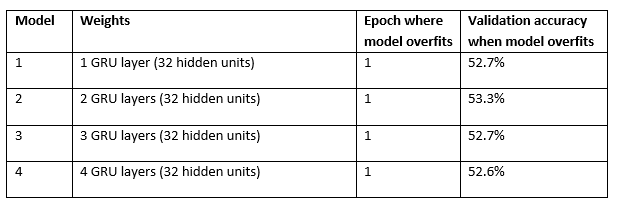 Model Weights Epoch where model overfits Validation accuracy when model overfits
1 1 GRU layer (32 hidden units) 1 52.7%
2 2 GRU layers (32 hidden units) 1 53.3%
3 3 GRU layers (32 hidden units) 1 52.7%
4 4 GRU layers (32 hidden units) 1 52.6%